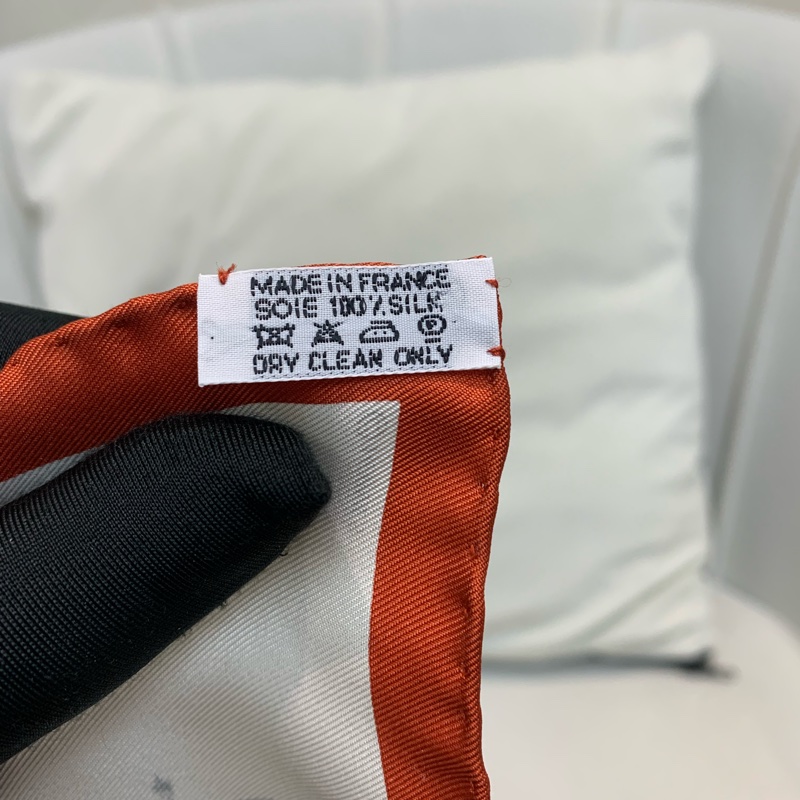 MADE IN FRANCE
SOIE 100% SILK
P
DRY CLEAN ONLY